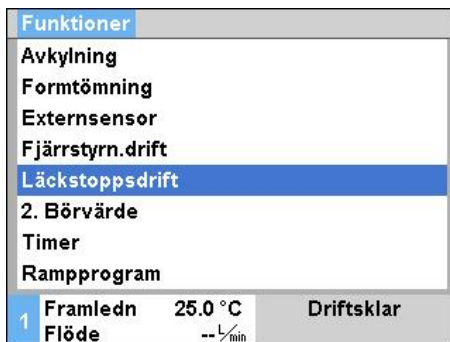 Funktioner
Avkylning
Formtömning
Externsensor
Fjärrstyrn.drift
Läckstoppsdrift
2. Börvärde
Timer
Rampprogram
1 Framledn 25.0 °C Driftsklar
Flöde -- L/min